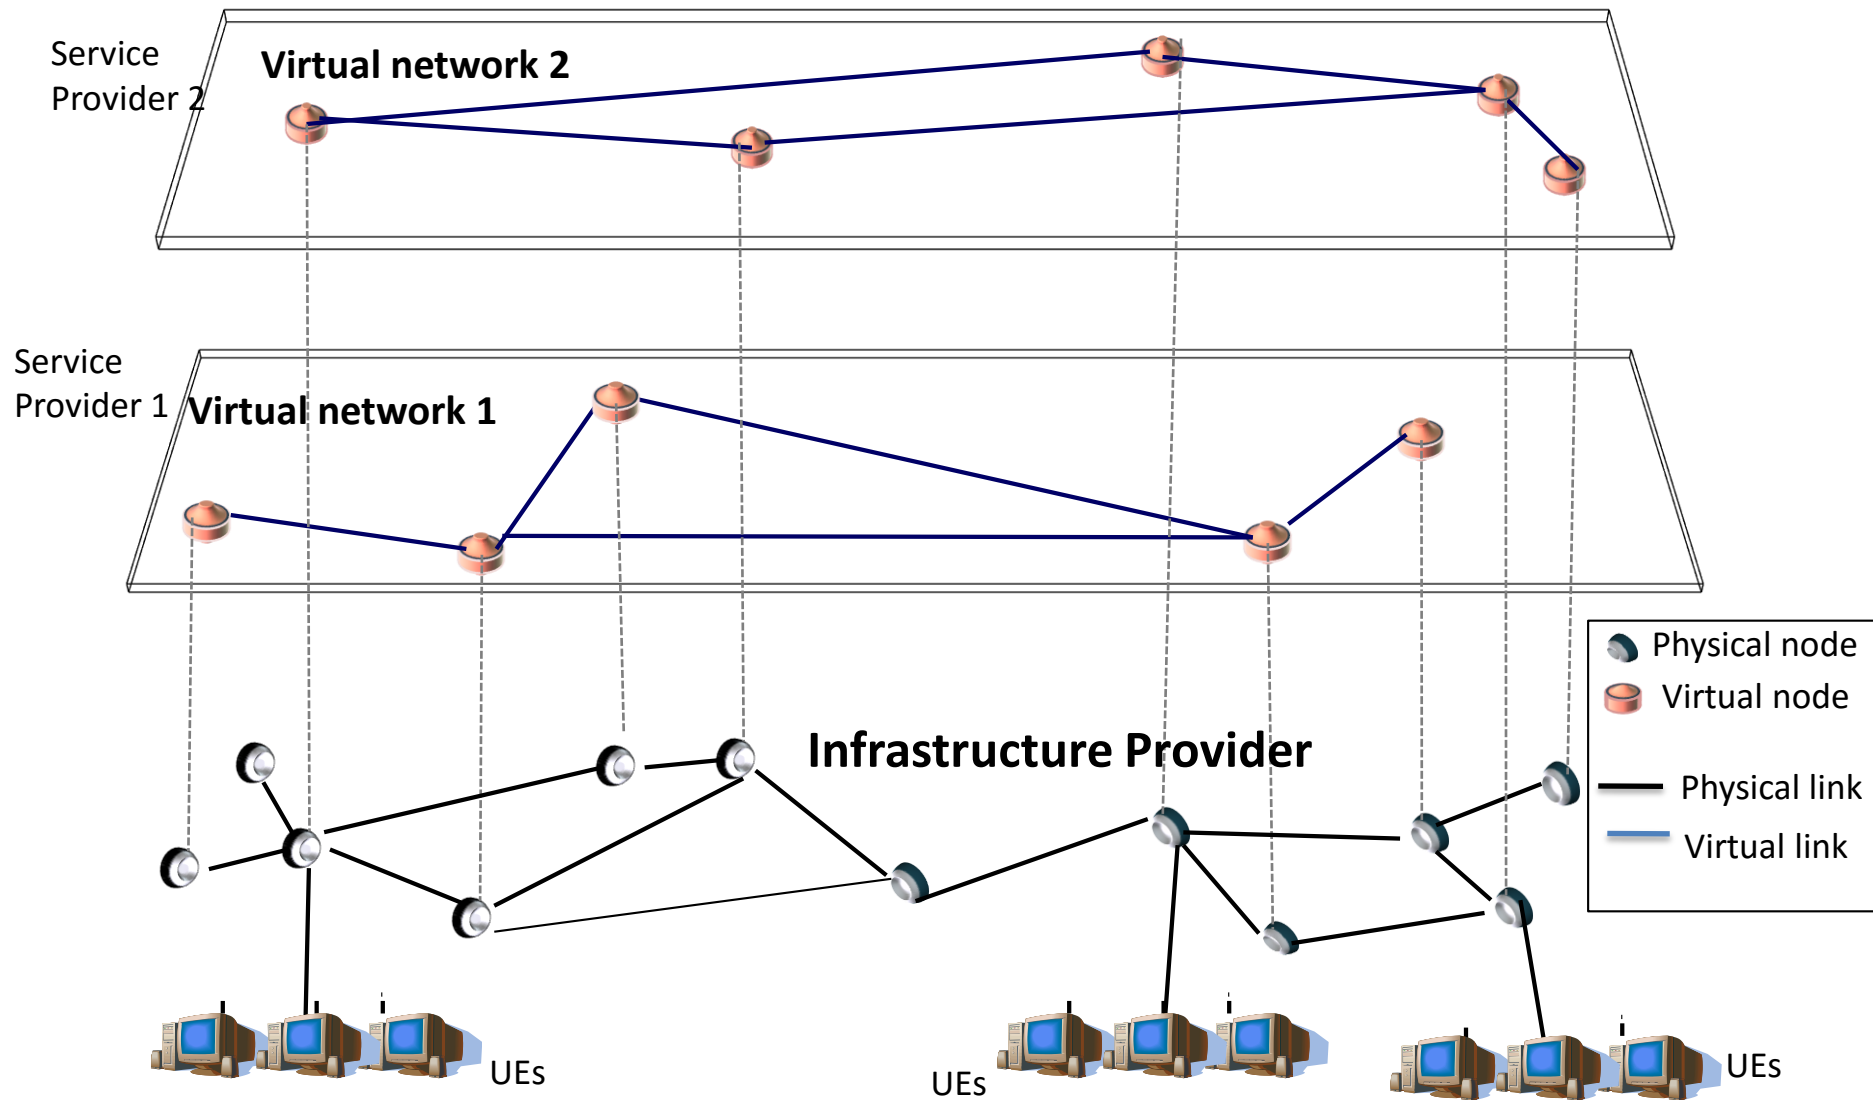 Service
Provider 2
Virtual network 2
Service
Provider 1
Virtual network 1
Physical node
Virtual node
Infrastructure Provider
Physical link
Virtual link
UEs
UEs
UEs